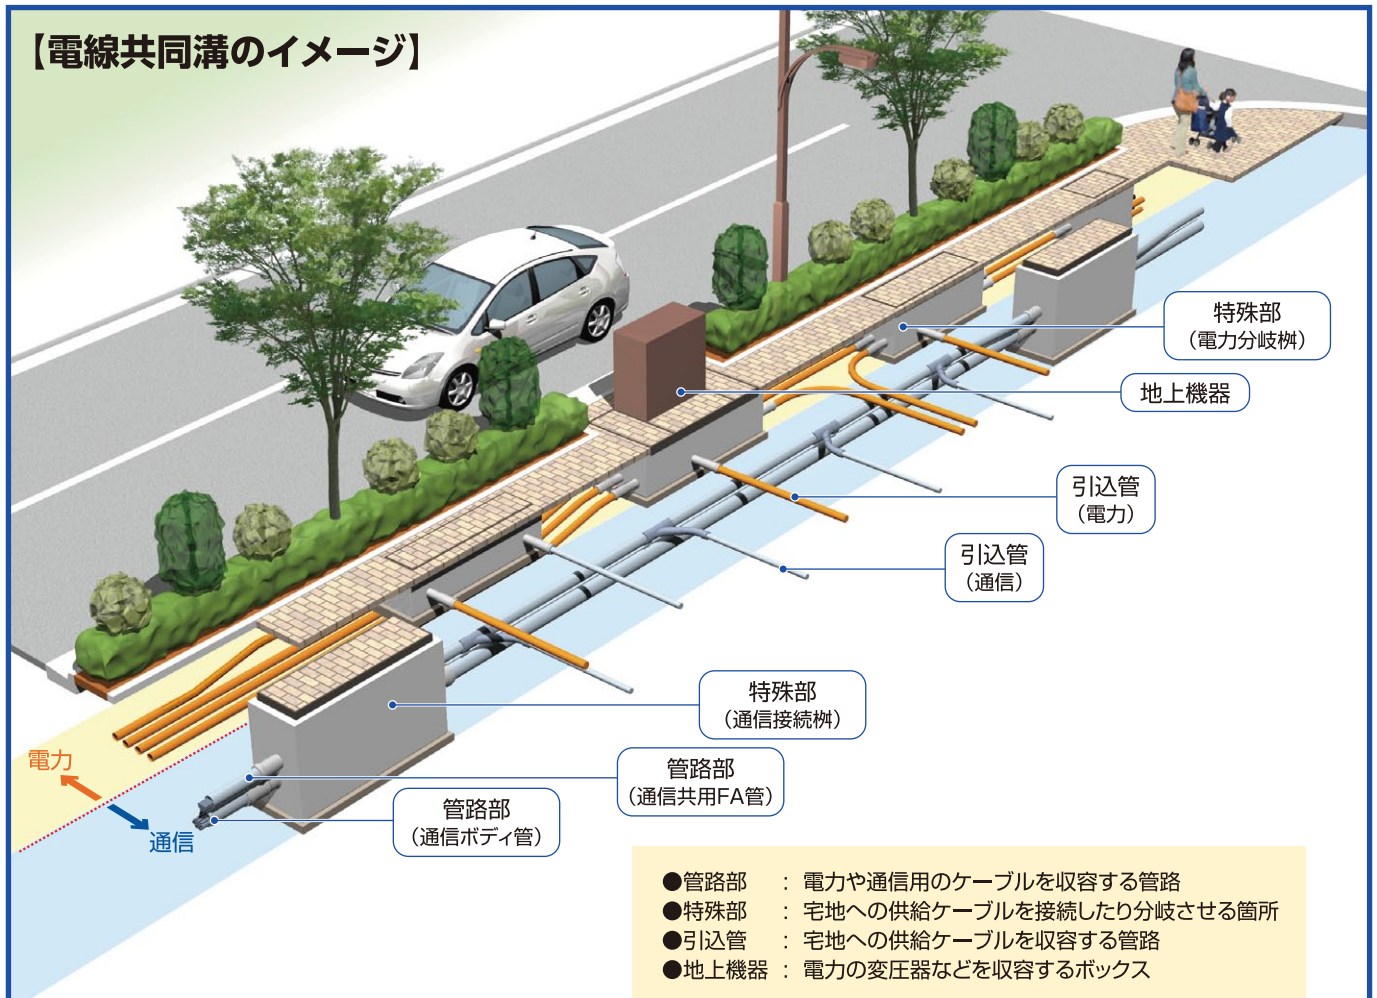 【電線共同溝のイメージ】
特殊部
（電力分岐桝）
地上機器
引込管
（電力）
引込管
（通信）
特殊部
（通信接続桝）
管路部
（通信共用FA管）
管路部
（通信ボディ管）
電力
通信
●管路部 ： 電力や通信用のケーブルを収容する管路
●特殊部 ： 宅地への供給ケーブルを接続したり分岐させる箇所
●引込管 ： 宅地への供給ケーブルを収容する管路
●地上機器 ： 電力の変圧器などを収容するボックス